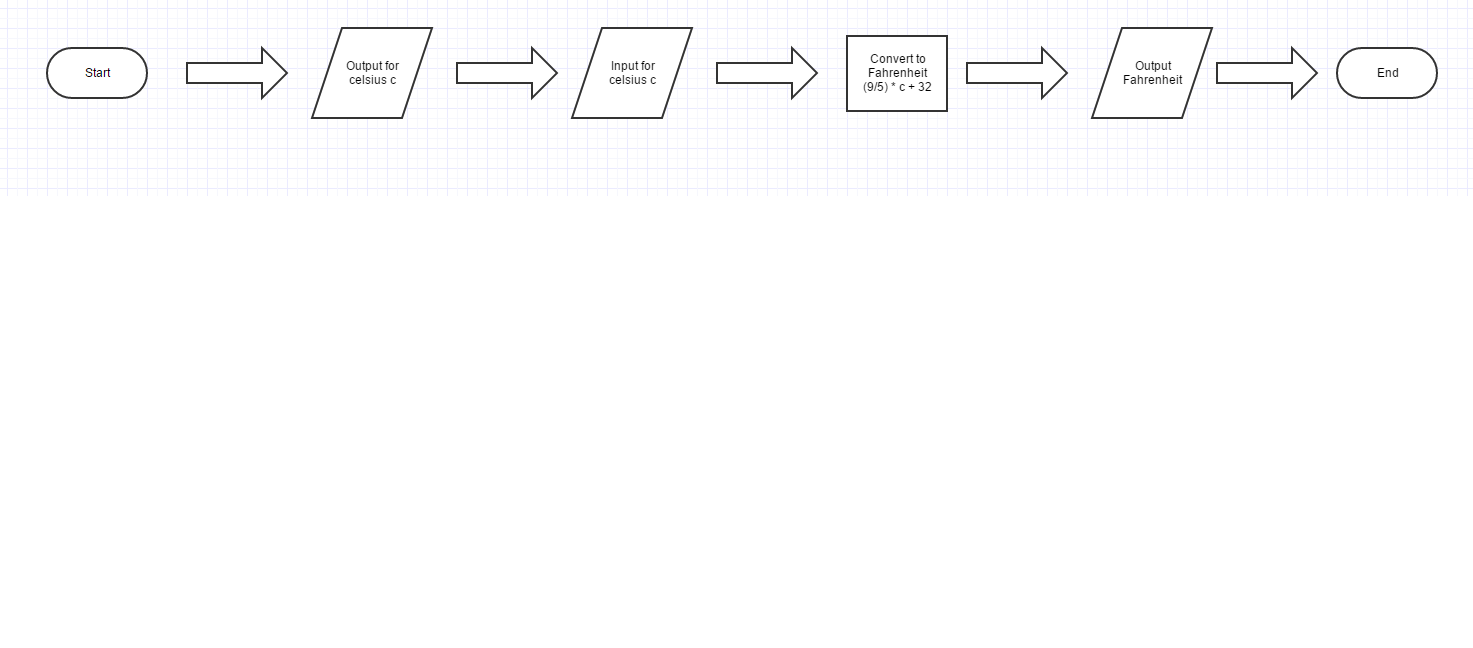 Start
Output for
celsius c
Input for
celsius c
Convert to
Fahrenheit
(9/5) * c + 32
Output
Fahrenheit
End